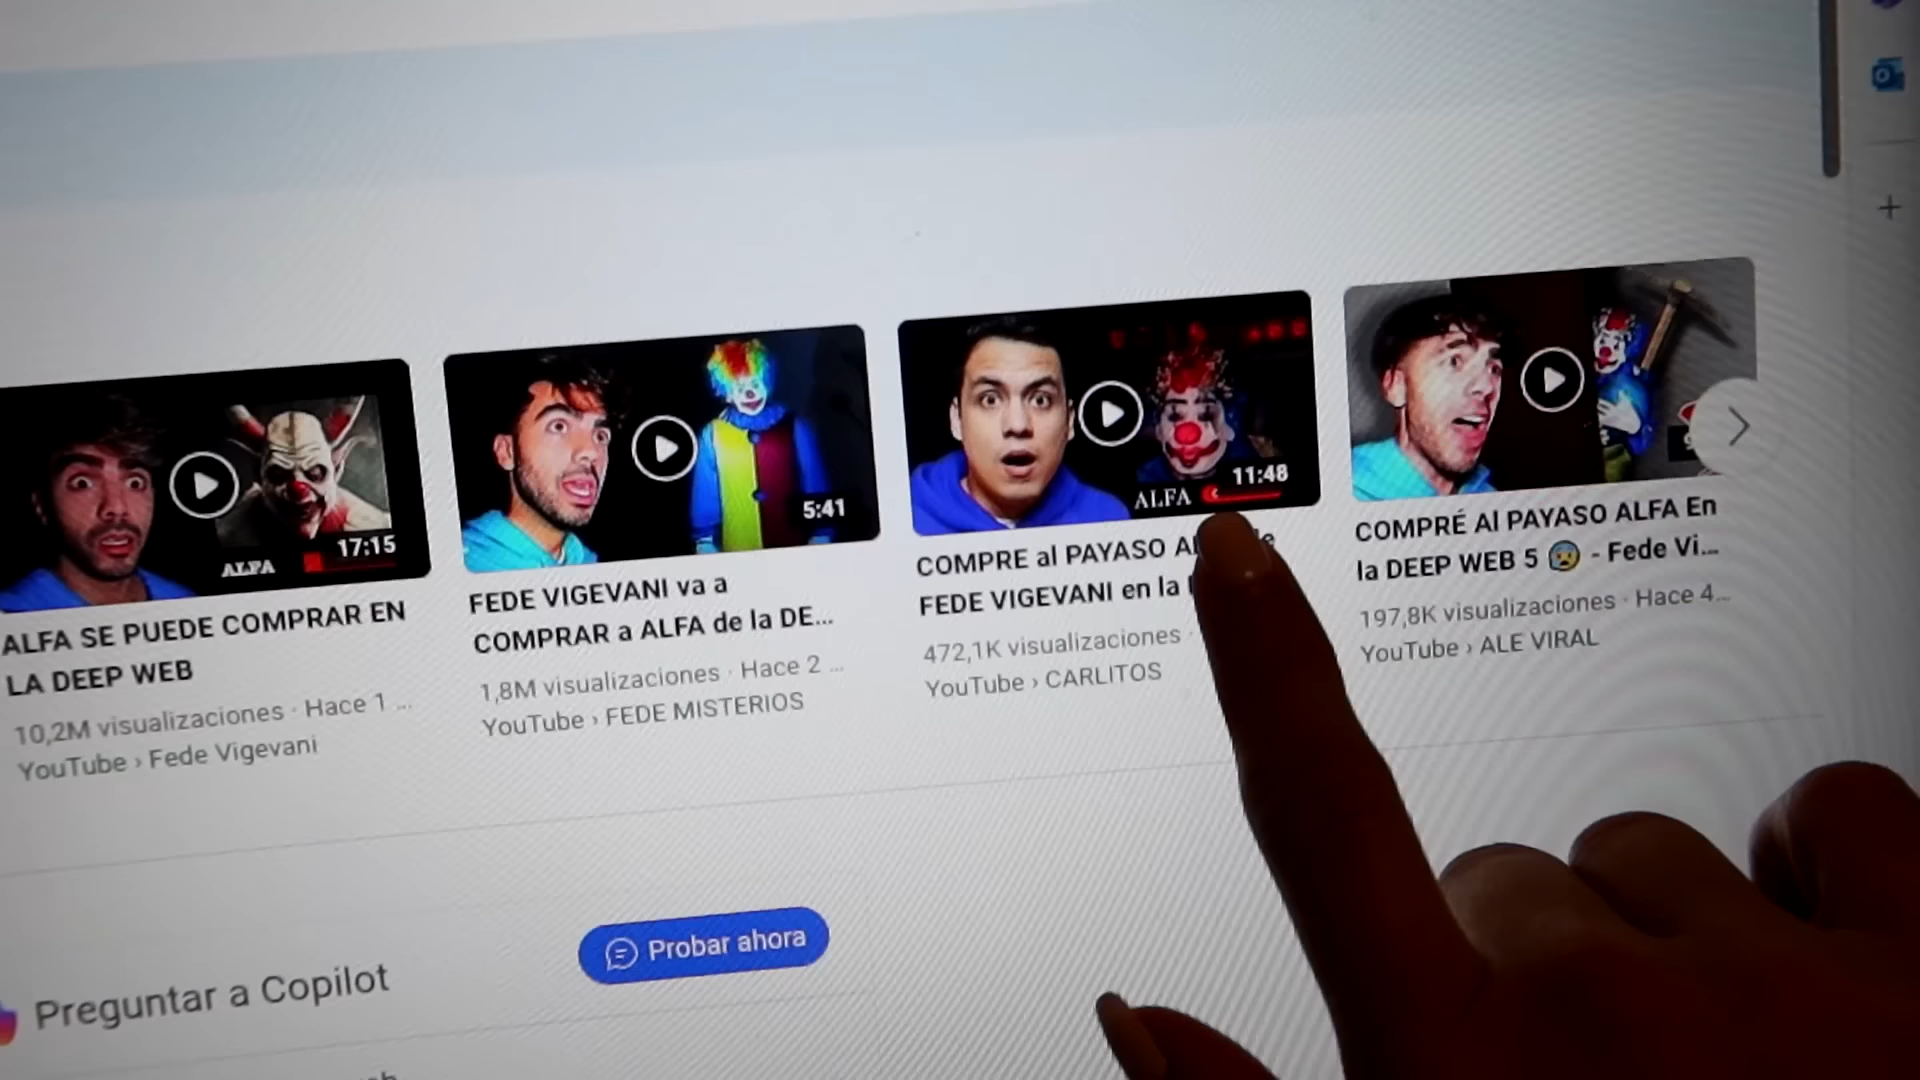 17:15
ALFA
ALFA SE PUEDE COMPRAR EN
LA DEEP WEB
10,2M visualizaciones · Hace 1 ...
YouTube › Fede Vigevani
5:41
FEDE VIGEVANI va a
COMPRAR a ALFA de la DE...
1,8M visualizaciones · Hace 2 ...
YouTube › FEDE MISTERIOS
11:48
ALFA
COMPRE al PAYASO
FEDE VIGEVANI en la
472,1K visualizaciones ·
YouTube › CARLITOS
COMPRÉ Al PAYASO ALFA En
la DEEP WEB 5 😰 - Fede Vi...
197,8K visualizaciones · Hace 4...
YouTube › ALE VIRAL
Preguntar a Copilot
Probar ahora